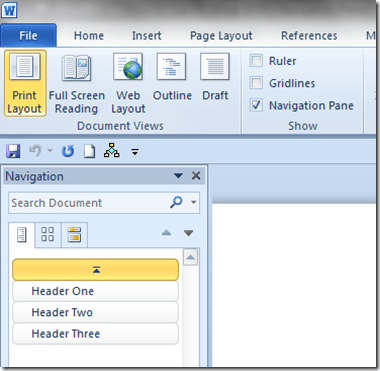 W
File Home Insert Page Layout References M
Print Layout
Full Screen Reading
Web Layout
Outline
Draft
Document Views
Ruler
Gridlines
Navigation Pane
Show
Navigation
Search Document
Header One
Header Two
Header Three